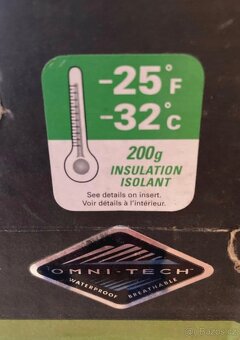 -25°F
-32°C
200g
INSULATION
ISOLANT
See details on insert.
Voir détails à l'intérieur.
OMNI-TECH
WATERPROOF BREATHABLE